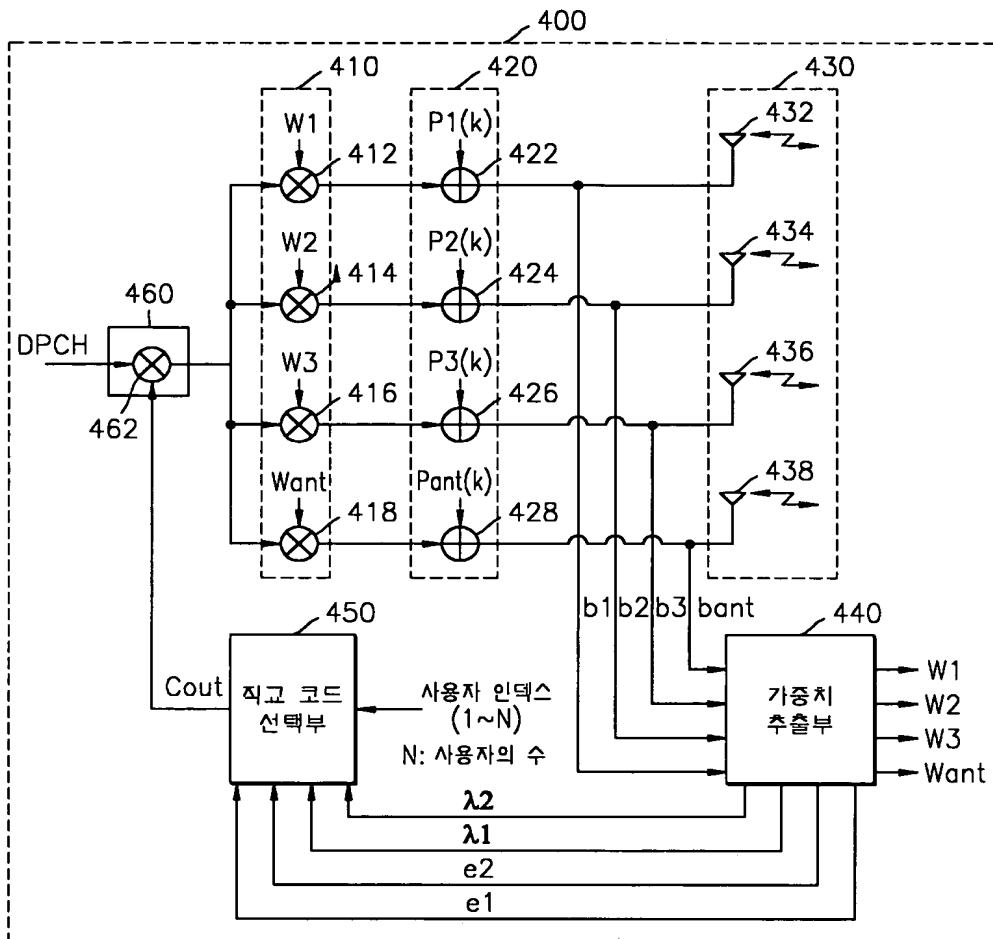 400
410
420
430
W1
P1(k)
432
412
422
W2
P2(k)
434
414
424
460
DPCH
W3
P3(k)
436
462
416
426
Want
Pant(k)
438
418
428
b1 b2 b3 bant
450
440
Cout
직교 코드
선택부
사용자 인덱스
(1~N)
N: 사용자의 수
가중치
추출부
W1
W2
W3
Want
λ2
λ1
e2
e1